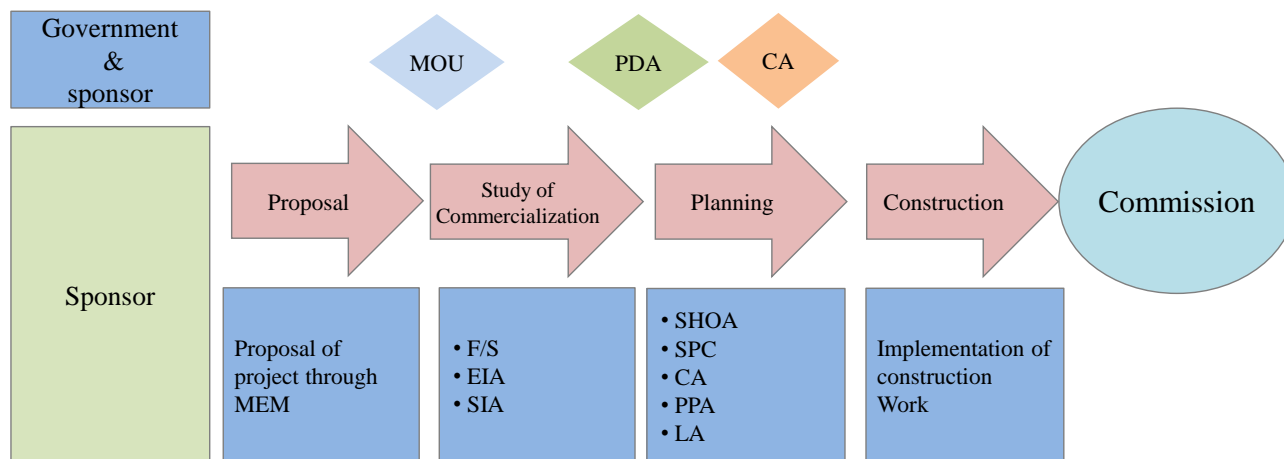 Government
&
sponsor
MOU
PDA
CA
Sponsor
Proposal
Study of
Commercialization
Planning
Construction
Commission
Proposal of
project through
MEM
• F/S
• EIA
• SIA
• SHOA
• SPC
• CA
• PPA
• LA
Implementation of
construction
Work